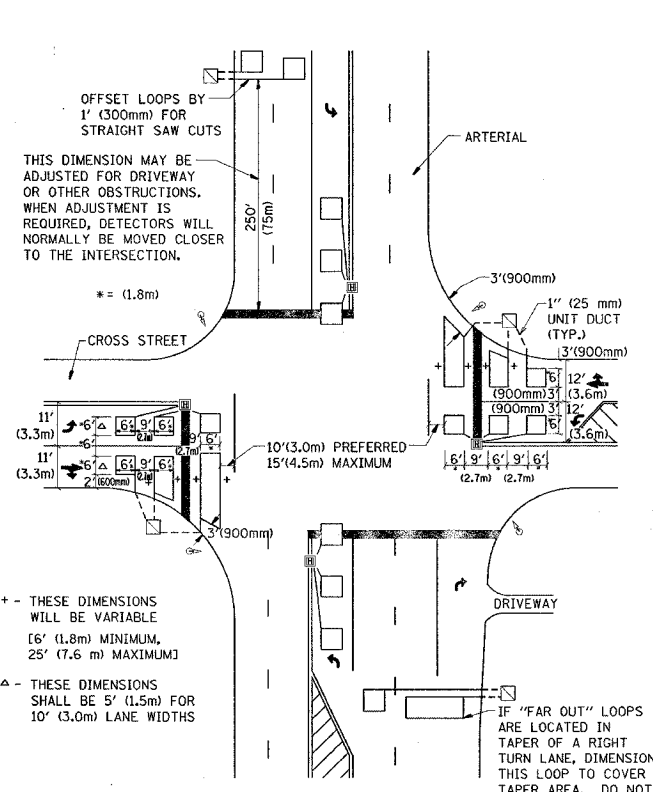 OFFSET LOOPS BY
1' (300mm) FOR
STRAIGHT SAW CUTS
THIS DIMENSION MAY BE
ADJUSTED FOR DRIVEWAY
OR OTHER OBSTRUCTIONS.
WHEN ADJUSTMENT IS
REQUIRED, DETECTORS WILL
NORMALLY BE MOVED CLOSER
TO THE INTERSECTION.
250'
(75m)
ARTERIAL
* = (1.8m)
CROSS STREET
3'(900mm)
1" (25 mm)
UNIT DUCT
(TYP.)
3'(900mm)
H
+ + +
6'
12'
(3.6m)
(900mm) 3'
(900mm) 3'
12'
6'
(3.6m)
H
6' 9' 6' 9' 6'
* * *
(2.7m) (2.7m)
10'(3.0m) PREFERRED
15'(4.5m) MAXIMUM
H
11'
(3.3m)
*6' △ 6' 9' 6'
(2.7m)
*6'
9' 6'
(2.7m) *
11'
(3.3m)
*6' △ 6' 9' 6'
(2.7m)
2' (600mm)
+ + +
3'(900mm)
H
DRIVEWAY
+ - THESE DIMENSIONS
WILL BE VARIABLE
[6' (1.8m) MINIMUM,
25' (7.6 m) MAXIMUM]
△ - THESE DIMENSIONS
SHALL BE 5' (1.5m) FOR
10' (3.0m) LANE WIDTHS
IF "FAR OUT" LOOPS
ARE LOCATED IN
TAPER OF A RIGHT
TURN LANE, DIMENSION
THIS LOOP TO COVER
TAPER AREA. DO NOT